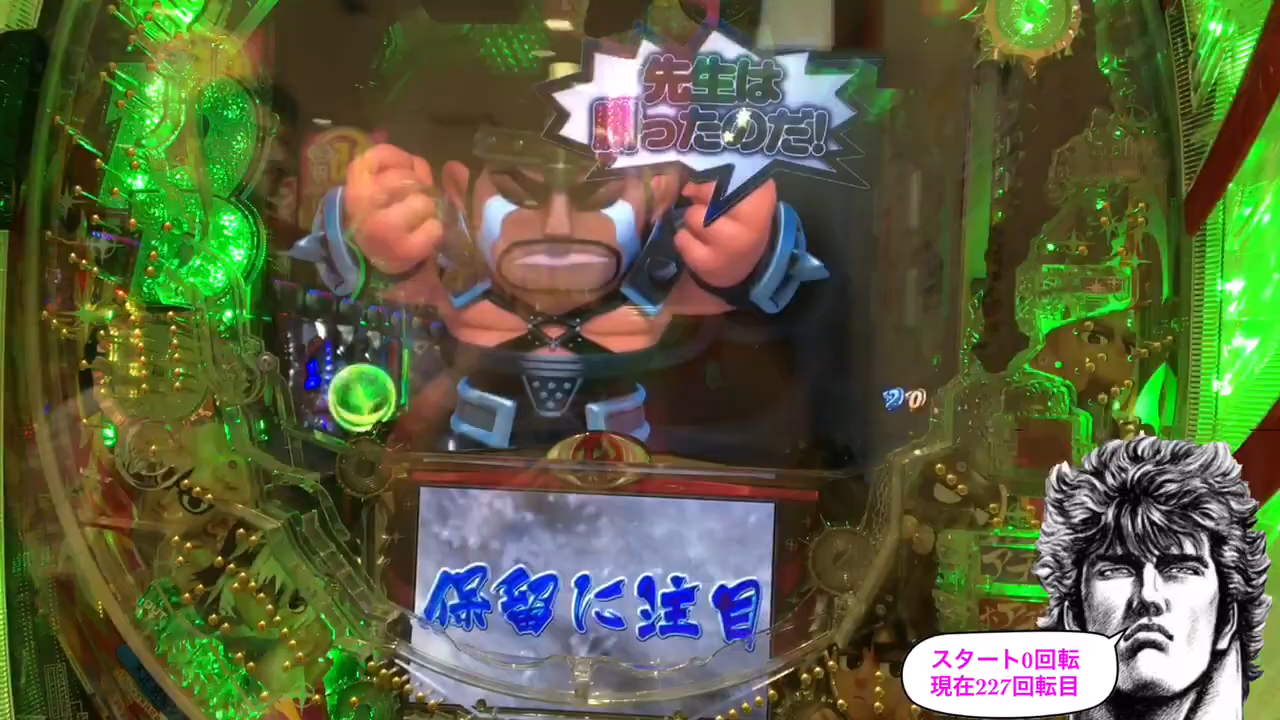 先生は
闘ったのだ!
保留に注目
スタート0回転
現在227回転目